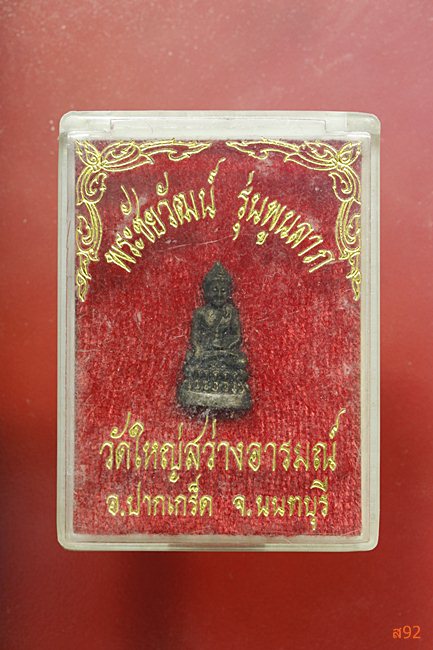 พระชัยวัฒน์ รุ่นพูนลาภ
วัดใหญ่สว่างอารมณ์
อ.ปากเกร็ด จ.นนทบุรี
ส92